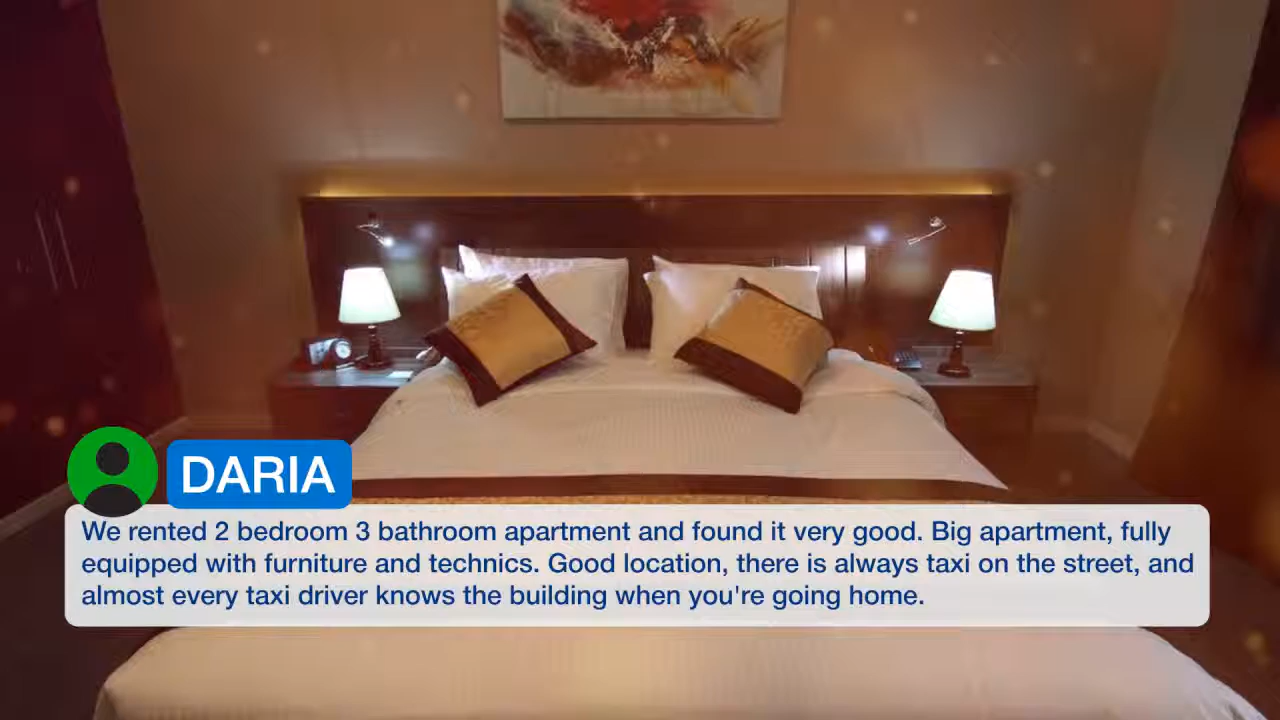 DARIA
We rented 2 bedroom 3 bathroom apartment and found it very good. Big apartment, fully
equipped with furniture and technics. Good location, there is always taxi on the street, and
almost every taxi driver knows the building when you're going home.